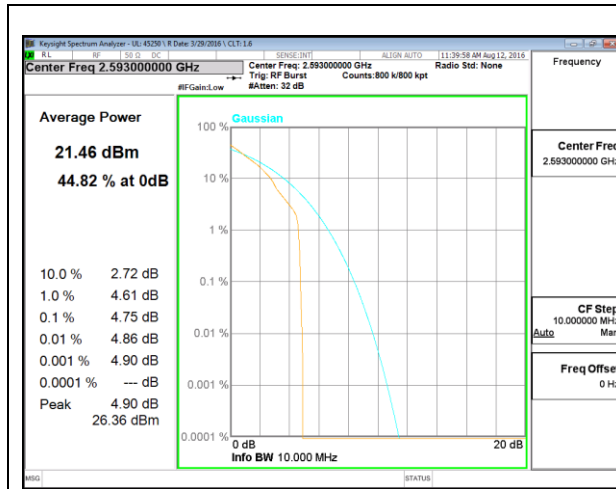 Keysight Spectrum Analyzer - UL: 45250 \ R Date: 3/29/2016 \ CLT: 1.6
RL RF 50 Ω DC SENSE:INT ALIGN AUTO 11:39:58 AM Aug 12, 2016
Center Freq 2.593000000 GHz
Center Freq: 2.593000000 GHz Radio Std: None
Trig: RF Burst Counts:800 k/800 kpt
#IFGain:Low #Atten: 32 dB
Frequency
Average Power
21.46 dBm
44.82 % at 0dB
10.0 % 2.72 dB
1.0 % 4.61 dB
0.1 % 4.75 dB
0.01 % 4.86 dB
0.001 % 4.90 dB
0.0001 % --- dB
Peak 4.90 dB
26.36 dBm
Gaussian
100 %
10 %
1 %
0.1 %
0.01 %
0.001 %
0.0001 %
0 dB 20 dB
Info BW 10.000 MHz
Center Freq
2.593000000 GHz
CF Step
10.000000 MHz
Auto Man
Freq Offset
0 Hz
MSG STATUS